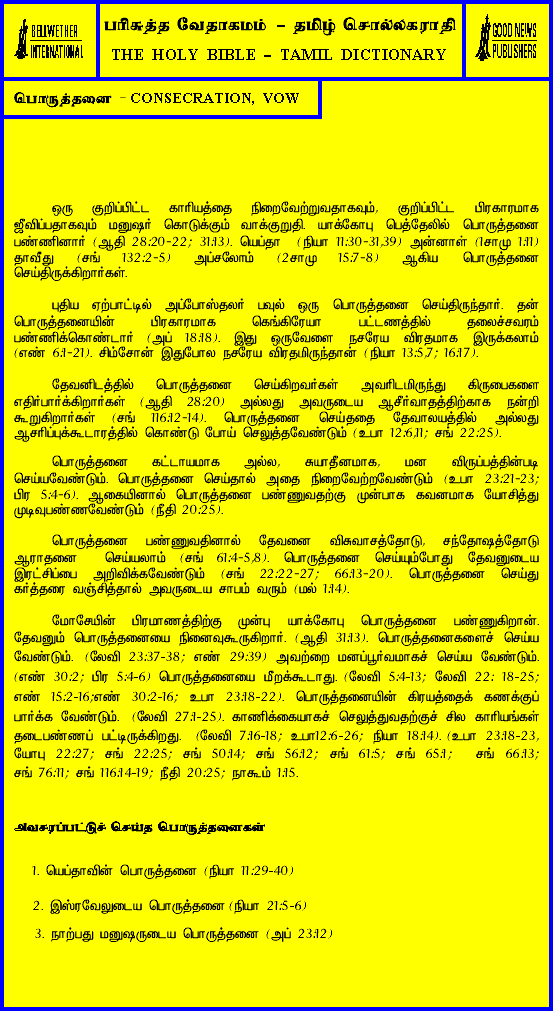 BELLWETHER
INTERNATIONAL
பரிசுத்த வேதாகமம் - தமிழ் சொல்லகராதி
THE HOLY BIBLE - TAMIL DICTIONARY
GOOD NEWS
PUBLISHERS
பொருத்தனை - CONSECRATION, VOW
ஒரு குறிப்பிட்ட காரியத்தை நிறைவேற்றுவதாகவும், குறிப்பிட்ட பிரகாரமாக
ஜீவிப்பதாகவும் மனுஷர் கொடுக்கும் வாக்குறுதி. யாக்கோபு பெத்தேலில் பொருத்தனை
பண்ணினார் (ஆதி 28:20-22; 31:13). யெப்தா (நியா 11:30-31,39) அன்னாள் (1சாமு 1:11)
தாவீது (சங் 132:2-5) அப்சலோம் (2சாமு 15:7-8) ஆகிய பொருத்தனை
செய்திருக்கிறார்கள்.
புதிய ஏற்பாட்டில் அப்போஸ்தலர் பவுல் ஒரு பொருத்தனை செய்திருந்தார். தன்
பொருத்தனையின் பிரகாரமாக கெங்கிரேயா பட்டணத்தில் தலைச்சவரம்
பண்ணிக்கொண்டார் (அப் 18:18). இது ஒருவேளை நசரேய விரதமாக இருக்கலாம்
(எண் 6:1-21). சிம்சோன் இதுபோல நசரேய விரதமிருந்தான் (நியா 13:5,7; 16:17).
தேவனிடத்தில் பொருத்தனை செய்கிறவர்கள் அவரிடமிருந்து கிருபைகளை
எதிர்பார்க்கிறார்கள் (ஆதி 28:20) அல்லது அவருடைய ஆசீர்வாதத்திற்காக நன்றி
கூறுகிறார்கள் (சங் 116:12-14). பொருத்தனை செய்ததை தேவாலயத்தில் அல்லது
ஆசரிப்புக்கூடாரத்தில் கொண்டு போய் செலுத்தவேண்டும் (உபா 12:6,11; சங் 22:25).
பொருத்தனை கட்டாயமாக அல்ல, சுயாதீனமாக, மன விருப்பத்தின்படி
செய்யவேண்டும். பொருத்தனை செய்தால் அதை நிறைவேற்றவேண்டும் (உபா 23:21-23;
பிர 5:4-6). ஆகையினால் பொருத்தனை பண்ணுவதற்கு முன்பாக கவனமாக யோசித்து
முடிவுபண்ணவேண்டும் (நீதி 20:25).
பொருத்தனை பண்ணுவதினால் தேவனை விசுவாசத்தோடு, சந்தோஷத்தோடு
ஆராதனை செய்யலாம் (சங் 61:4-5,8). பொருத்தனை செய்யும்போது தேவனுடைய
இரட்சிப்பை அறிவிக்கவேண்டும் (சங் 22:22-27; 66:13-20). பொருத்தனை செய்து
கர்த்தரை வஞ்சித்தால் அவருடைய சாபம் வரும் (மல் 1:14).
மோசேயின் பிரமாணத்திற்கு முன்பு யாக்கோபு பொருத்தனை பண்ணுகிறான்.
தேவனும் பொருத்தனையை நினைவுகூருகிறார். (ஆதி 31:13). பொருத்தனைகளைச் செய்ய
வேண்டும். (லேவி 23:37-38; எண் 29:39) அவற்றை மனப்பூர்வமாகச் செய்ய வேண்டும்.
(எண் 30:2; பிர 5:4-6) பொருத்தனையை மீறக்கூடாது. (லேவி 5:4-13; லேவி 22: 18-25;
எண் 15:2-16;எண் 30:2-16; உபா 23:18-22). பொருத்தனையின் கிரயத்தைக் கணக்குப்
பார்க்க வேண்டும். (லேவி 27:1-25). காணிக்கையாகச் செலுத்துவதற்குச் சில காரியங்கள்
தடைபண்ணப் பட்டிருக்கிறது. (லேவி 7:16-18; உபா12:6-26; நியா 18:14). (உபா 23:18-23,
யோபு 22:27; சங் 22:25; சங் 50:14; சங் 56:12; சங் 61:5; சங் 65:1; சங் 66:13;
சங் 76:11; சங் 116:14-19; நீதி 20:25; நாகூம் 1:15.
அவசரப்பட்டுச் செய்த பொருத்தனைகள்
1. யெப்தாவின் பொருத்தனை (நியா 11:29-40)
2. இஸ்ரவேலுடைய பொருத்தனை (நியா 21:5-6)
3. நாற்பது மனுஷருடைய பொருத்தனை (அப் 23:12)